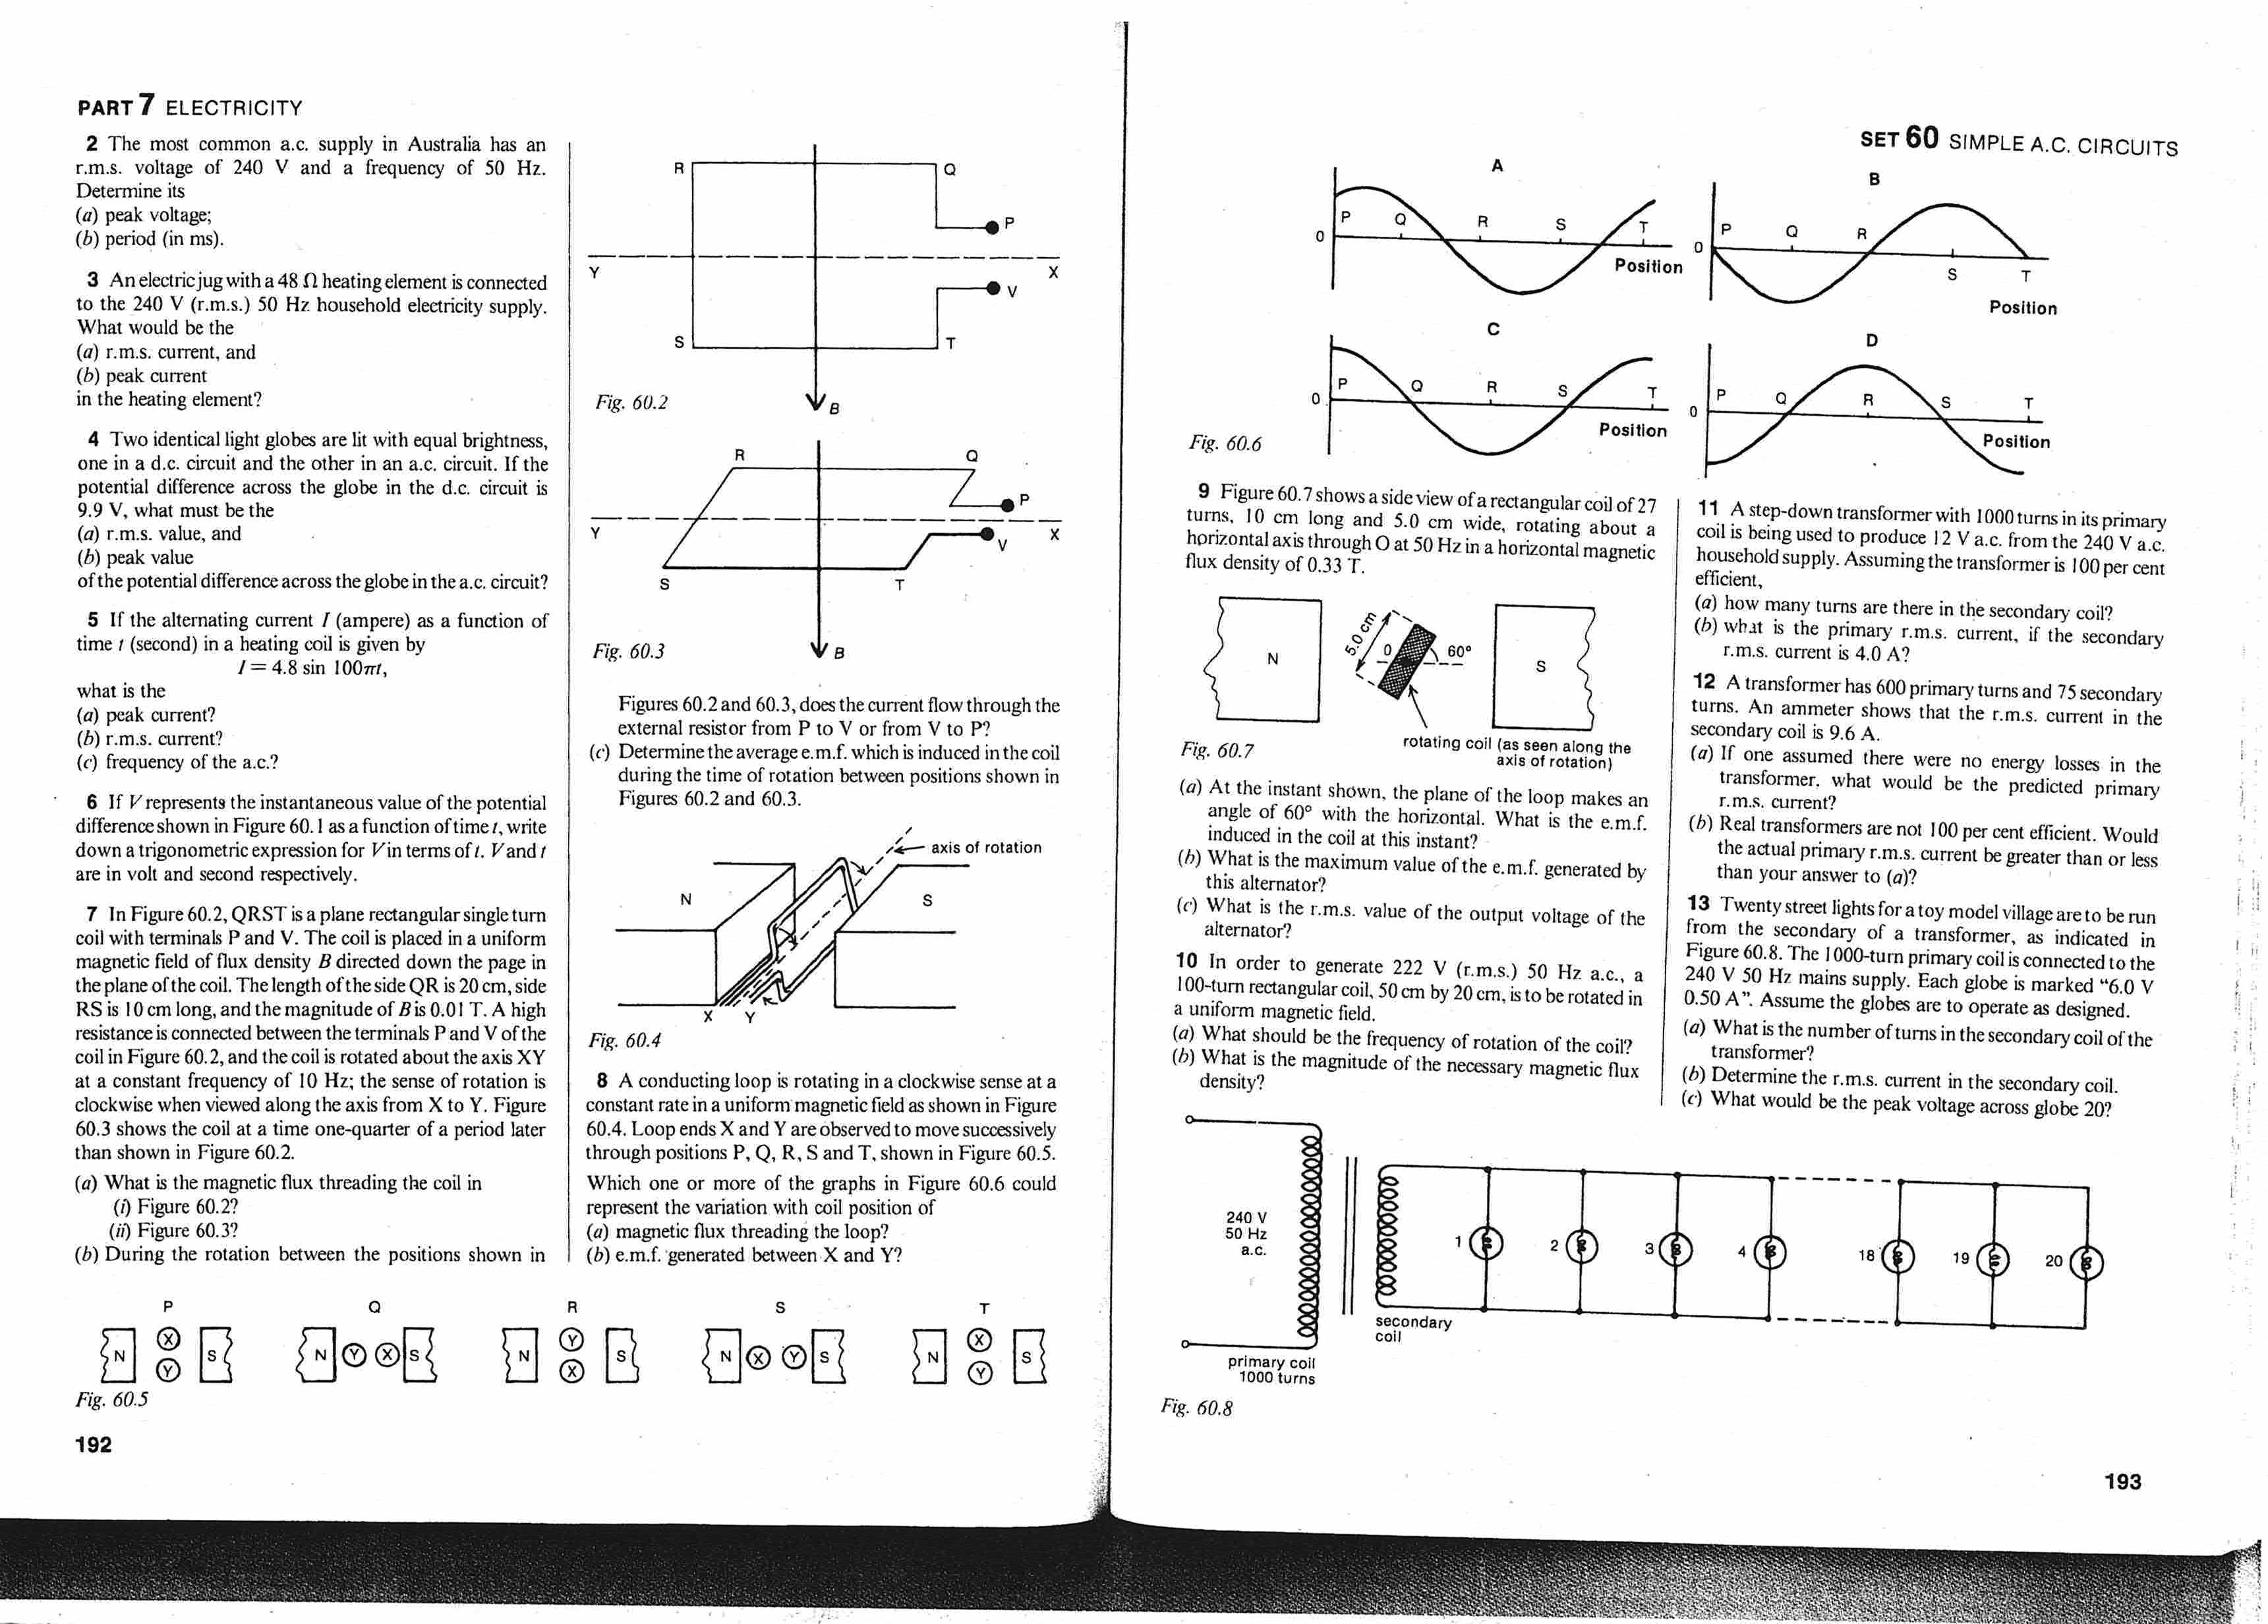 PART 7 ELECTRICITY
2 The most common a.c. supply in Australia has an
r.m.s. voltage of 240 V and a frequency of 50 Hz.
Determine its
(a) peak voltage;
(b) period (in ms).
3 An electric jug with a 48 Ω heating element is connected
to the 240 V (r.m.s.) 50 Hz household electricity supply.
What would be the
(a) r.m.s. current, and
(b) peak current
in the heating element?
4 Two identical light globes are lit with equal brightness,
one in a d.c. circuit and the other in an a.c. circuit. If the
potential difference across the globe in the d.c. circuit is
9.9 V, what must be the
(a) r.m.s. value, and
(b) peak value
of the potential difference across the globe in the a.c. circuit?
5 If the alternating current I (ampere) as a function of
time t (second) in a heating coil is given by
I = 4.8 sin 100πt,
what is the
(a) peak current?
(b) r.m.s. current?
(c) frequency of the a.c.?
6 If V represents the instantaneous value of the potential
difference shown in Figure 60.1 as a function of time t, write
down a trigonometric expression for V in terms of t. V and t
are in volt and second respectively.
7 In Figure 60.2, QRST is a plane rectangular single turn
coil with terminals P and V. The coil is placed in a uniform
magnetic field of flux density B directed down the page in
the plane of the coil. The length of the side QR is 20 cm, side
RS is 10 cm long, and the magnitude of B is 0.01 T. A high
resistance is connected between the terminals P and V of the
coil in Figure 60.2, and the coil is rotated about the axis XY
at a constant frequency of 10 Hz; the sense of rotation is
clockwise when viewed along the axis from X to Y. Figure
60.3 shows the coil at a time one-quarter of a period later
than shown in Figure 60.2.
(a) What is the magnetic flux threading the coil in
(i) Figure 60.2?
(ii) Figure 60.3?
(b) During the rotation between the positions shown in
R
Q
P
Y
X
V
S
T
Fig. 60.2
B
R
Q
P
Y
V
X
S
T
Fig. 60.3
B
Figures 60.2 and 60.3, does the current flow through the
external resistor from P to V or from V to P?
(c) Determine the average e.m.f. which is induced in the coil
during the time of rotation between positions shown in
Figures 60.2 and 60.3.
axis of rotation
N
S
X
Y
Fig. 60.4
8 A conducting loop is rotating in a clockwise sense at a
constant rate in a uniform magnetic field as shown in Figure
60.4. Loop ends X and Y are observed to move successively
through positions P, Q, R, S and T, shown in Figure 60.5.
Which one or more of the graphs in Figure 60.6 could
represent the variation with coil position of
(a) magnetic flux threading the loop?
(b) e.m.f. generated between X and Y?
P Q R S T
N X Y S
N Y X S
N Y X S
N X Y S
N X Y S
Fig. 60.5
192
SET 60 SIMPLE A.C. CIRCUITS
A
0 P Q R S T
Position
B
0 P Q R S T
Position
C
0 P Q R S T
Position
D
0 P Q R S T
Position
Fig. 60.6
9 Figure 60.7 shows a side view of a rectangular coil of 27
turns, 10 cm long and 5.0 cm wide, rotating about a
horizontal axis through O at 50 Hz in a horizontal magnetic
flux density of 0.33 T.
N
5.0 cm
0
60°
S
Fig. 60.7
rotating coil (as seen along the
axis of rotation)
(a) At the instant shown, the plane of the loop makes an
angle of 60° with the horizontal. What is the e.m.f.
induced in the coil at this instant?
(b) What is the maximum value of the e.m.f. generated by
this alternator?
(c) What is the r.m.s. value of the output voltage of the
alternator?
10 In order to generate 222 V (r.m.s.) 50 Hz a.c., a
100-turn rectangular coil, 50 cm by 20 cm, is to be rotated in
a uniform magnetic field.
(a) What should be the frequency of rotation of the coil?
(b) What is the magnitude of the necessary magnetic flux
density?
11 A step-down transformer with 1000 turns in its primary
coil is being used to produce 12 V a.c. from the 240 V a.c.
household supply. Assuming the transformer is 100 per cent
efficient,
(a) how many turns are there in the secondary coil?
(b) what is the primary r.m.s. current, if the secondary
r.m.s. current is 4.0 A?
12 A transformer has 600 primary turns and 75 secondary
turns. An ammeter shows that the r.m.s. current in the
secondary coil is 9.6 A.
(a) If one assumed there were no energy losses in the
transformer, what would be the predicted primary
r.m.s. current?
(b) Real transformers are not 100 per cent efficient. Would
the actual primary r.m.s. current be greater than or less
than your answer to (a)?
13 Twenty street lights for a toy model village are to be run
from the secondary of a transformer, as indicated in
Figure 60.8. The 1000-turn primary coil is connected to the
240 V 50 Hz mains supply. Each globe is marked “6.0 V
0.50 A”. Assume the globes are to operate as designed.
(a) What is the number of turns in the secondary coil of the
transformer?
(b) Determine the r.m.s. current in the secondary coil.
(c) What would be the peak voltage across globe 20?
240 V
50 Hz
a.c.
1 2 3 4 18 19 20
secondary
coil
primary coil
1000 turns
Fig. 60.8
193